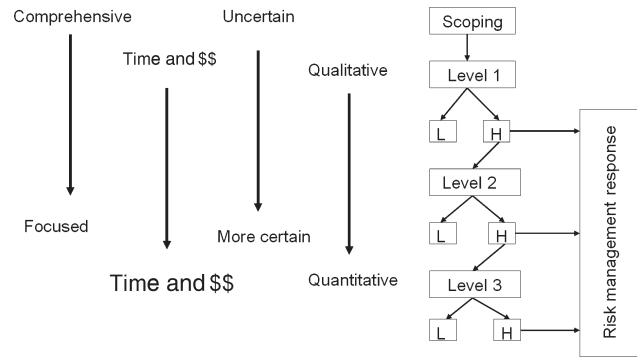 Comprehensive
Uncertain
Time and $$
Qualitative
Focused
More certain
Time and $$
Quantitative
Scoping
Level 1
L
H
Level 2
L
H
Level 3
L
H
Risk management response